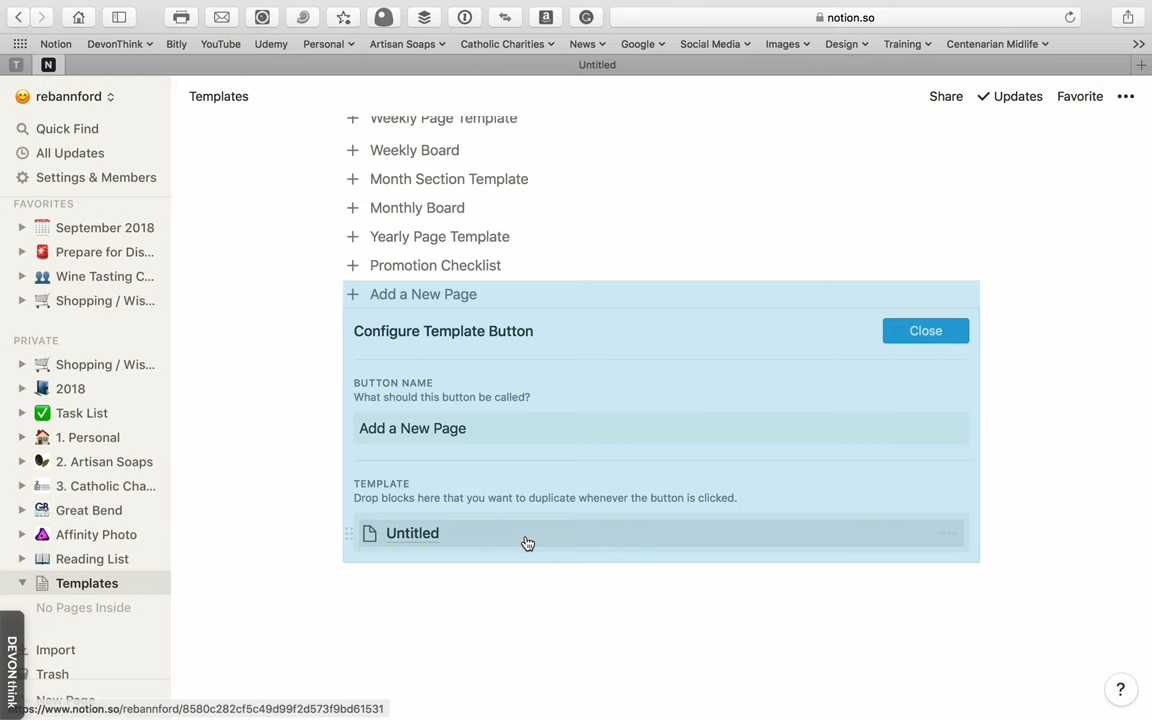 notion.so
Notion DevonThink Bitly YouTube Udemy Personal Artisan Soaps Catholic Charities News Google Social Media Images Design Training Centenarian Midlife >>
T N Untitled
rebannford Templates Share Updates Favorite •••
Weekly Page Template
Quick Find
Weekly Board
All Updates
Settings & Members
Month Section Template
FAVORITES
Monthly Board
September 2018
Yearly Page Template
Prepare for Dis...
Promotion Checklist
Wine Tasting C...
Shopping / Wis...
Add a New Page
Configure Template Button Close
PRIVATE
Shopping / Wis...
BUTTON NAME
2018
What should this button be called?
Task List
Add a New Page
1. Personal
2. Artisan Soaps
3. Catholic Cha...
TEMPLATE
Drop blocks here that you want to duplicate whenever the button is clicked.
Great Bend
Affinity Photo
Untitled
Reading List
Templates
No Pages Inside
Import
Trash
DEVONthink
New Page
ttps://www.notion.so/rebannford/8580c282cf5c49d99f2d573f9bd61531
?